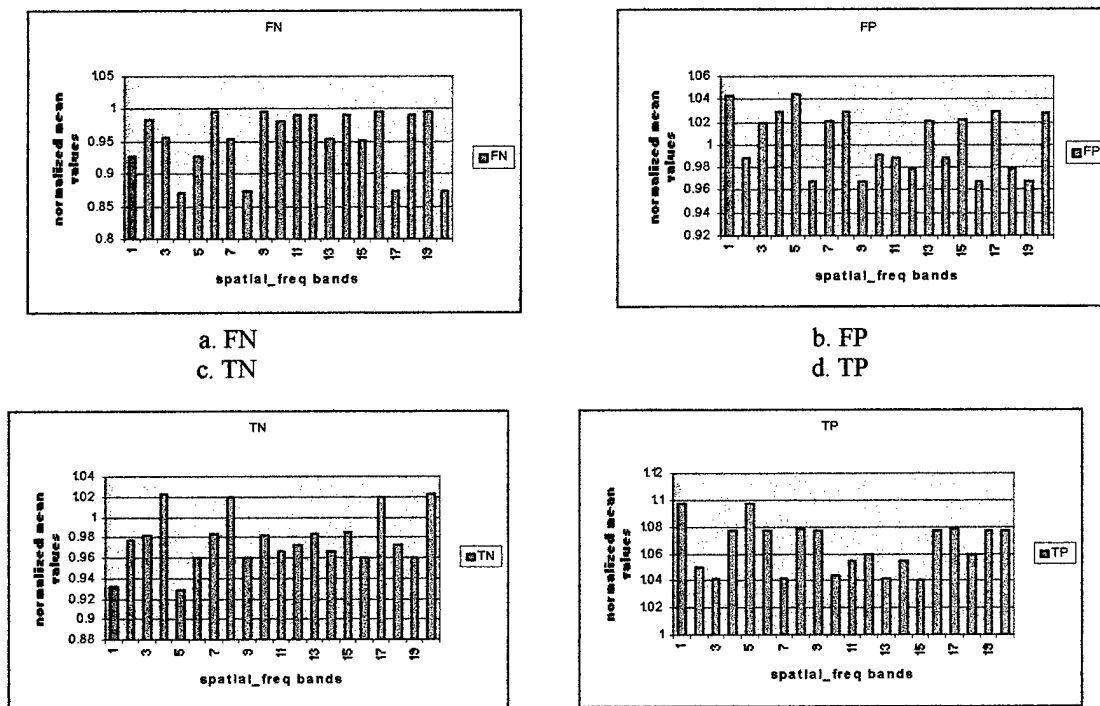 FN
1.05
1
0.95
0.9
0.85
0.8
normalized mean
values
1 3 5 7 9 11 13 15 17 19
spatial_freq bands
FN
FP
1.06
1.04
1.02
1
0.98
0.96
0.94
0.92
normalized mean
values
1 3 5 7 9 11 13 15 17 19
spatial_freq bands
FP
a. FN
b. FP
c. TN
d. TP
TN
1.04
1.02
1
0.98
0.96
0.94
0.92
0.9
0.88
normalized mean
values
1 3 5 7 9 11 13 15 17 19
spatial_freq bands
TN
TP
1.12
1.1
1.08
1.06
1.04
1.02
1
normalized mean
values
1 3 5 7 9 11 13 15 17 19
spatial_freq bands
TP